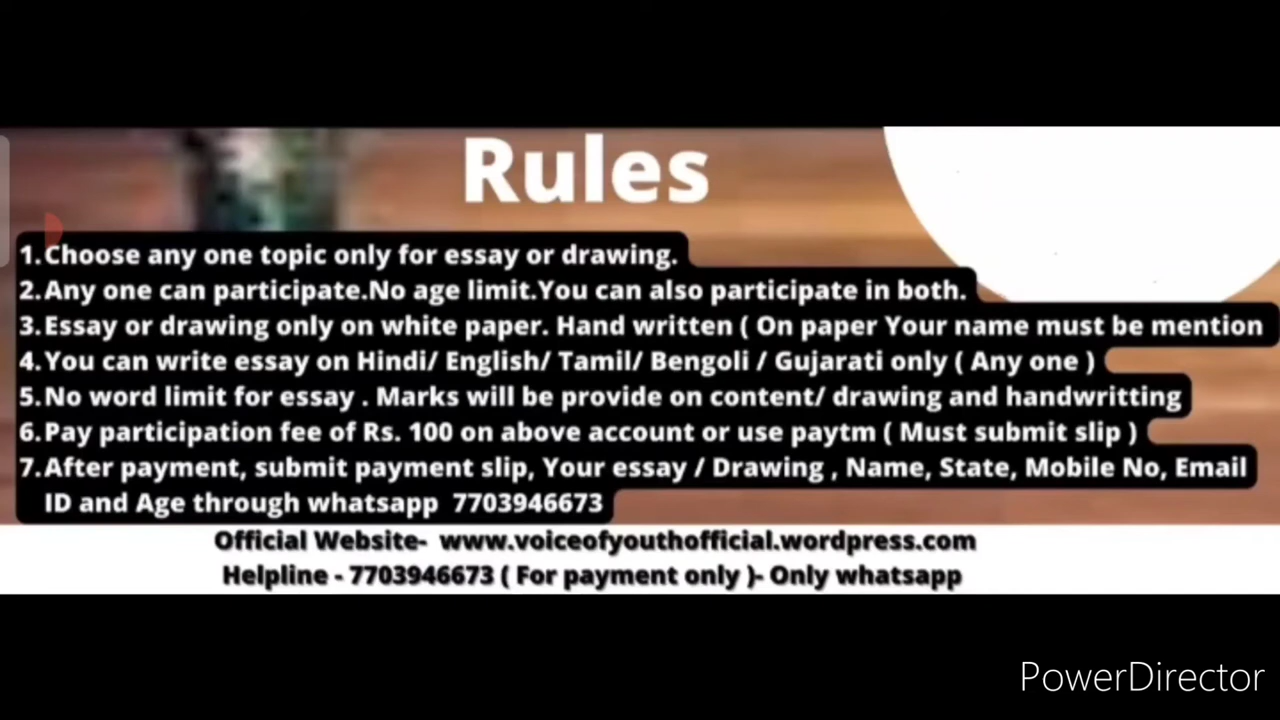 Rules
1. Choose any one topic only for essay or drawing.
2. Any one can participate.No age limit.You can also participate in both.
3. Essay or drawing only on white paper. Hand written ( On paper Your name must be mention
4. You can write essay on Hindi/ English/ Tamil/ Bengoli / Gujarati only ( Any one )
5. No word limit for essay . Marks will be provide on content/ drawing and handwritting
6. Pay participation fee of Rs. 100 on above account or use paytm ( Must submit slip )
7. After payment, submit payment slip, Your essay / Drawing , Name, State, Mobile No, Email
ID and Age through whatsapp 7703946673
Official Website- www.voiceofyouthofficial.wordpress.com
Helpline - 7703946673 ( For payment only )- Only whatsapp
PowerDirector